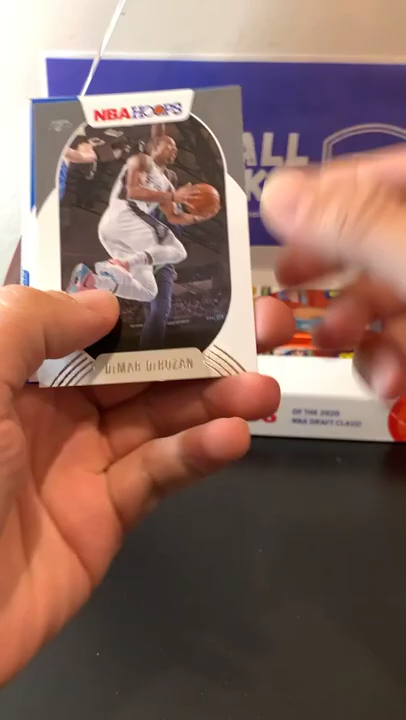 NBA HOOPS
ALL
DeMAR DeROZAN
OF THE 2020
NBA DRAFT CLASS!